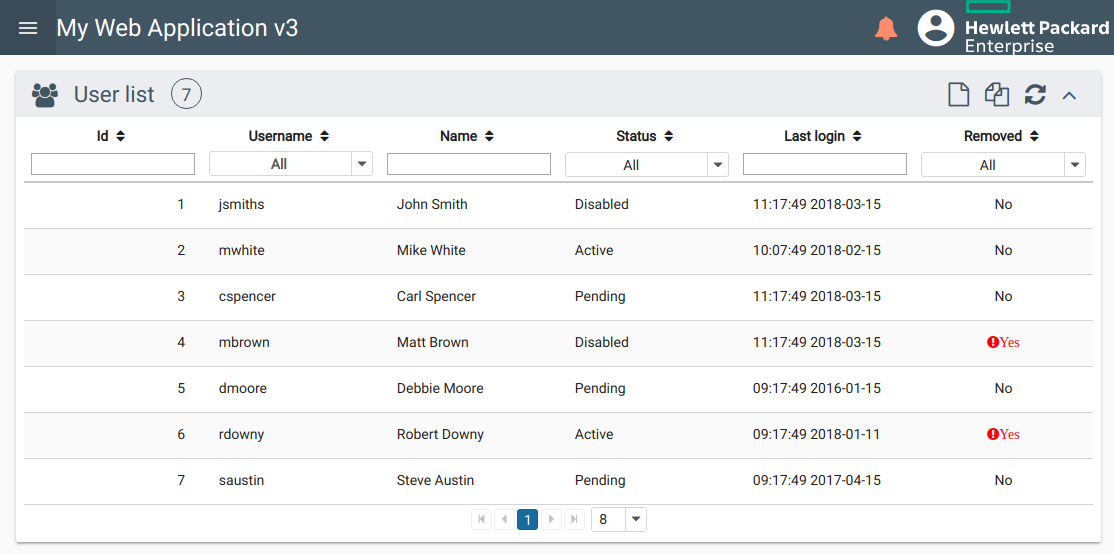 My Web Application v3
Hewlett Packard
Enterprise
User list 7
Id Username Name Status Last login Removed
All All All
1 jsmiths John Smith Disabled 11:17:49 2018-03-15 No
2 mwhite Mike White Active 10:07:49 2018-02-15 No
3 cspencer Carl Spencer Pending 11:17:49 2018-03-15 No
4 mbrown Matt Brown Disabled 11:17:49 2018-03-15 Yes
5 dmoore Debbie Moore Pending 09:17:49 2016-01-15 No
6 rdowny Robert Downy Active 09:17:49 2018-01-11 Yes
7 saustin Steve Austin Pending 09:17:49 2017-04-15 No
1 8